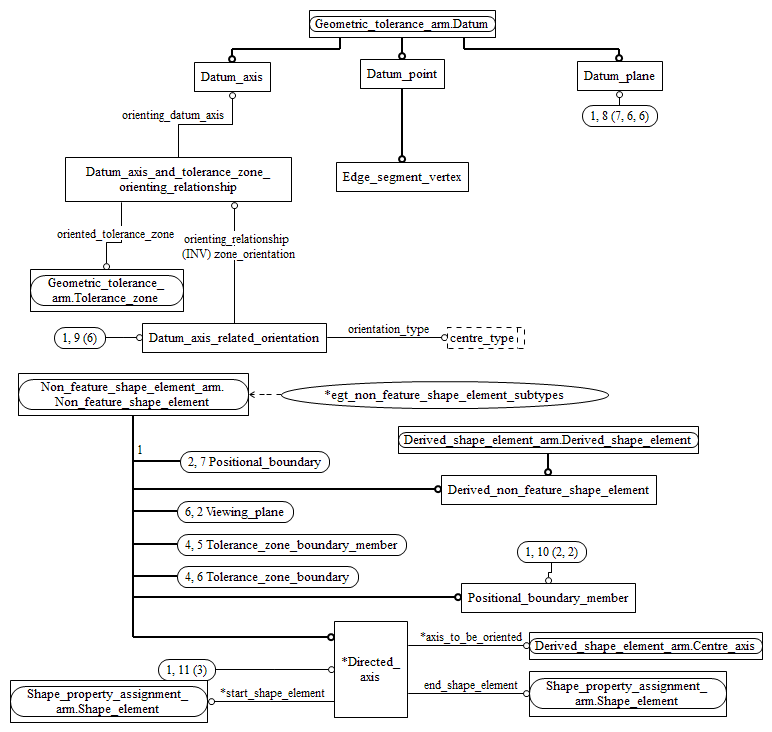 Geometric_tolerance_arm.Datum
Datum_axis
Datum_point
Datum_plane
orienting_datum_axis
1, 8 (7, 6, 6)
Datum_axis_and_tolerance_zone_
orienting_relationship
Edge_segment_vertex
oriented_tolerance_zone
orienting_relationship
(INV) zone_orientation
Geometric_tolerance_
arm.Tolerance_zone
1, 9 (6)
Datum_axis_related_orientation
orientation_type
centre_type
Non_feature_shape_element_arm.
Non_feature_shape_element
*egt_non_feature_shape_element_subtypes
1
Derived_shape_element_arm.Derived_shape_element
2, 7 Positional_boundary
Derived_non_feature_shape_element
6, 2 Viewing_plane
4, 5 Tolerance_zone_boundary_member
1, 10 (2, 2)
4, 6 Tolerance_zone_boundary
Positional_boundary_member
*axis_to_be_oriented
Derived_shape_element_arm.Centre_axis
*Directed_
axis
1, 11 (3)
*start_shape_element
end_shape_element
Shape_property_assignment_
arm.Shape_element
Shape_property_assignment_
arm.Shape_element